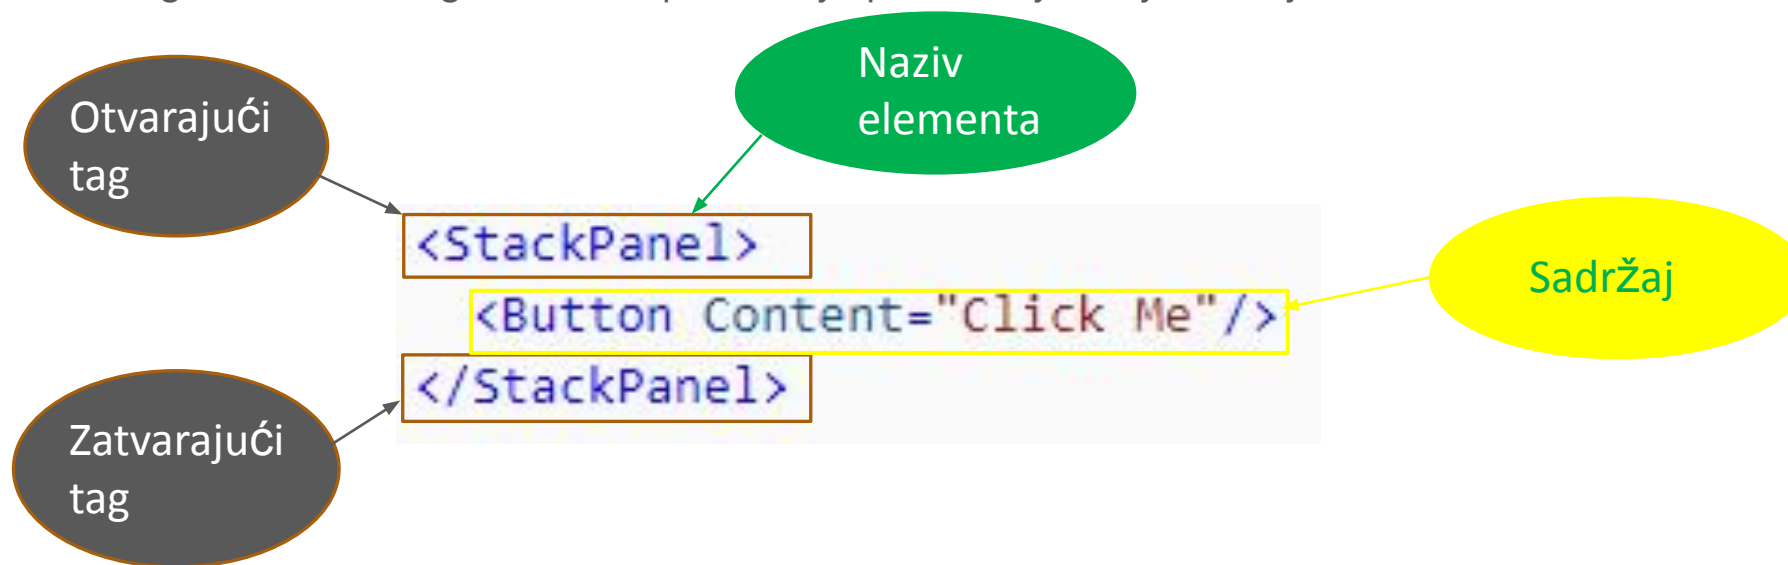 Naziv
elementa
Otvarajući
tag
<StackPanel>
<Button Content="Click Me"/>
</StackPanel>
Sadržaj
Zatvarajući
tag